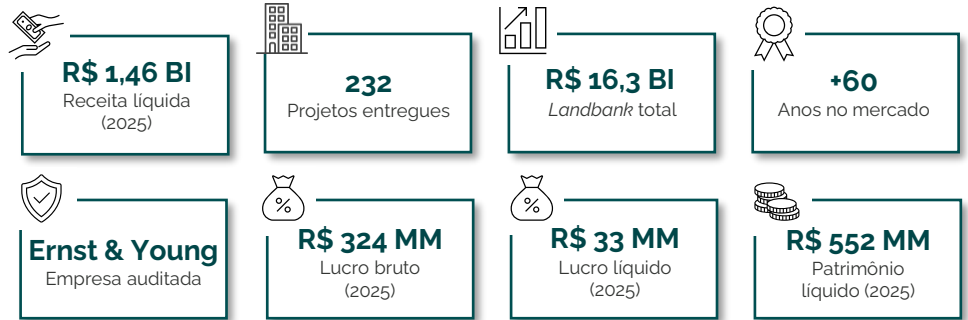 R$ 1,46 BI
Receita líquida
(2025)
232
Projetos entregues
R$ 16,3 BI
Landbank total
+60
Anos no mercado
Ernst & Young
Empresa auditada
R$ 324 MM
Lucro bruto
(2025)
R$ 33 MM
Lucro líquido
(2025)
R$ 552 MM
Patrimônio
líquido (2025)